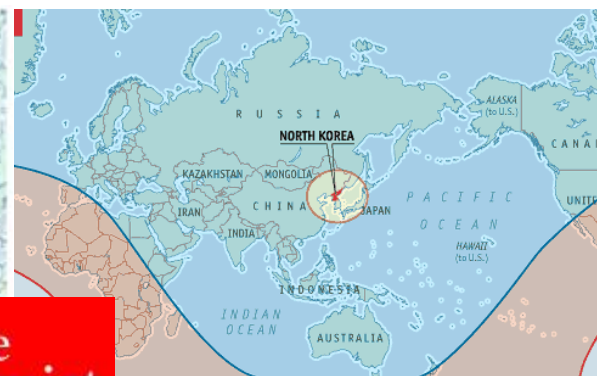 ALASKA
(to U.S.)
RUSSIA
NORTH KOREA
KAZAKHSTAN
MONGOLIA
IRAN
CHINA
JAPAN
INDIA
PACIFIC
OCEAN
HAWAII
(to U.S.)
INDONESIA
INDIAN
OCEAN
AUSTRALIA
CANA
UNITE